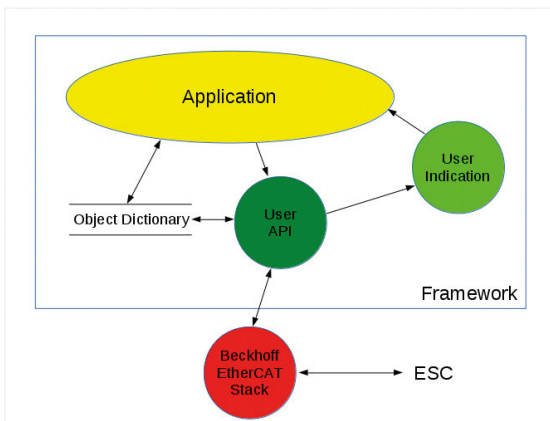 Application
User
Indication
Object Dictionary
User
API
Framework
Beckhoff
EtherCAT
Stack
ESC